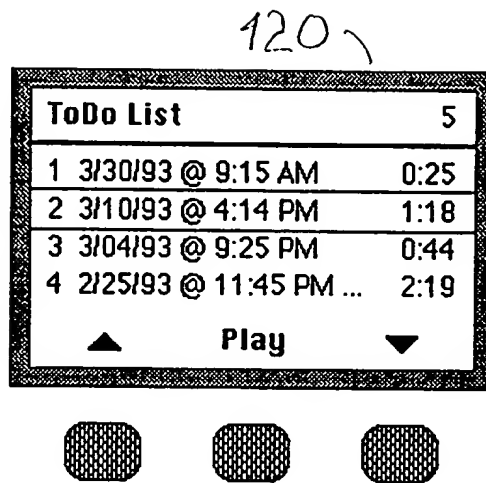 120
ToDo List 5
1 3/30/93 @ 9:15 AM 0:25
2 3/10/93 @ 4:14 PM 1:18
3 3/04/93 @ 9:25 PM 0:44
4 2/25/93 @ 11:45 PM ... 2:19
▲ Play ▼